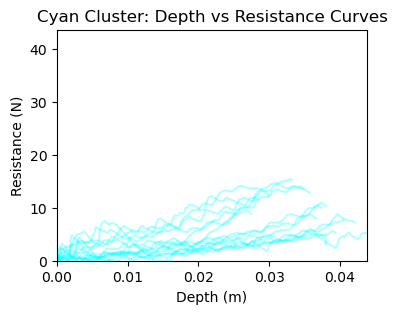 Cyan Cluster: Depth vs Resistance Curves
40
30
20
10
0
Resistance (N)
0.00 0.01 0.02 0.03 0.04
Depth (m)